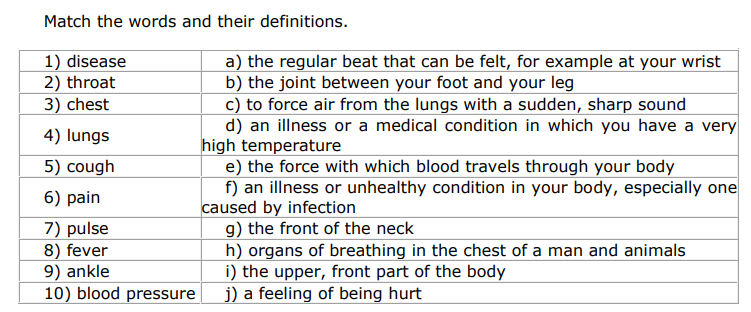 Match the words and their definitions.
1) disease a) the regular beat that can be felt, for example at your wrist
2) throat b) the joint between your foot and your leg
3) chest c) to force air from the lungs with a sudden, sharp sound
4) lungs d) an illness or a medical condition in which you have a very
high temperature
5) cough e) the force with which blood travels through your body
6) pain f) an illness or unhealthy condition in your body, especially one
caused by infection
7) pulse g) the front of the neck
8) fever h) organs of breathing in the chest of a man and animals
9) ankle i) the upper, front part of the body
10) blood pressure j) a feeling of being hurt